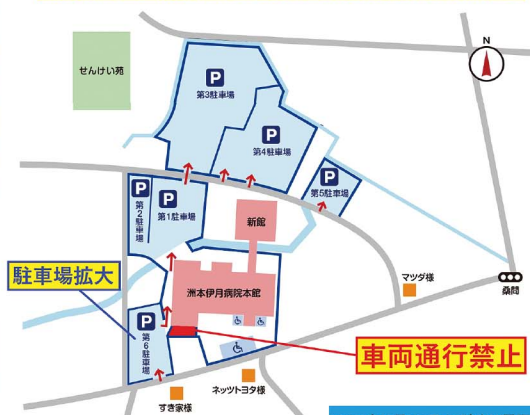 せんけい苑
N
P
第3駐車場
P
第4駐車場
P
第5駐車場
P
第2駐車場
P
第1駐車場
新館
駐車場拡大
洲本伊月病院本館
マツダ様
桑間
P
第6駐車場
車両通行禁止
ネッツトヨタ様
すき家様